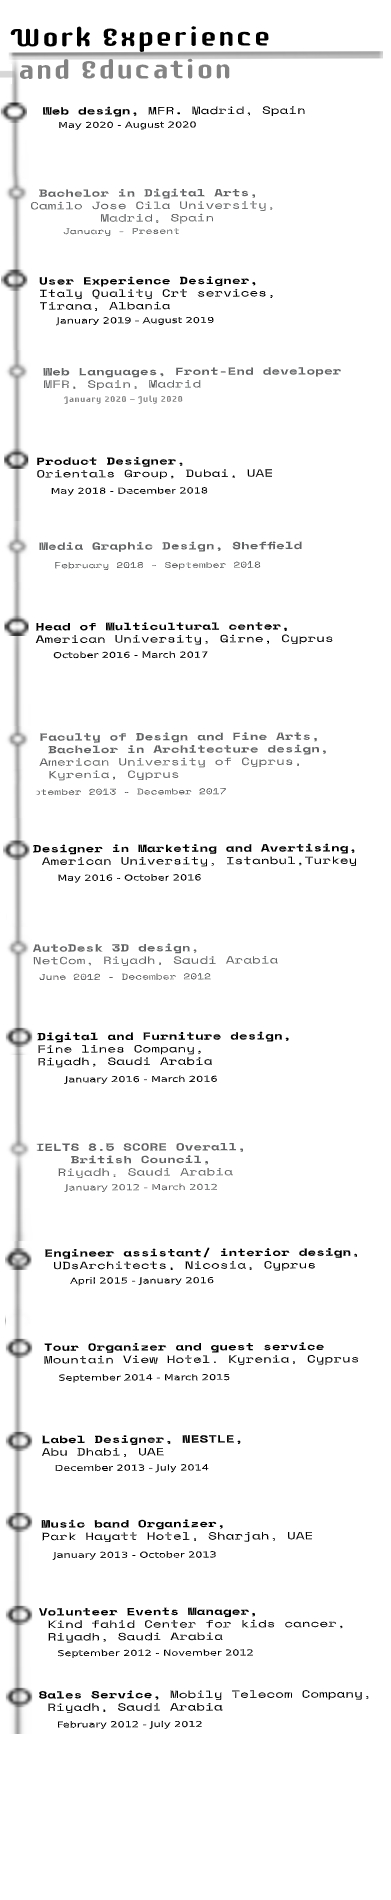 Work Experience
and Education
Web design, MFR. Madrid, Spain
May 2020 - August 2020
Bachelor in Digital Arts,
Camilo Jose Cila University,
Madrid, Spain
January - Present
User Experience Designer,
Italy Quality Crt services,
Tirana, Albania
January 2019 - August 2019
Web Languages, Front-End developer
MFR, Spain, Madrid
January 2020 – July 2020
Product Designer,
Orientals Group, Dubai, UAE
May 2018 - December 2018
Media Graphic Design, Sheffield
February 2018 - September 2018
Head of Multicultural center,
American University, Girne, Cyprus
October 2016 - March 2017
Faculty of Design and Fine Arts,
Bachelor in Architecture design,
American University of Cyprus,
Kyrenia, Cyprus
tember 2013 - December 2017
Designer in Marketing and Avertising,
American University, Istanbul,Turkey
May 2016 - October 2016
AutoDesk 3D design,
NetCom, Riyadh, Saudi Arabia
June 2012 - December 2012
Digital and Furniture design,
Fine lines Company,
Riyadh, Saudi Arabia
January 2016 - March 2016
IELTS 8.5 SCORE Overall,
British Council,
Riyadh, Saudi Arabia
January 2012 - March 2012
Engineer assistant/ interior design,
UDsArchitects, Nicosia, Cyprus
April 2015 - January 2016
Tour Organizer and guest service
Mountain View Hotel. Kyrenia, Cyprus
September 2014 - March 2015
Label Designer, NESTLE,
Abu Dhabi, UAE
December 2013 - July 2014
Music band Organizer,
Park Hayatt Hotel, Sharjah, UAE
January 2013 - October 2013
Volunteer Events Manager,
Kind fahid Center for kids cancer,
Riyadh, Saudi Arabia
September 2012 - November 2012
Sales Service, Mobily Telecom Company,
Riyadh, Saudi Arabia
February 2012 - July 2012